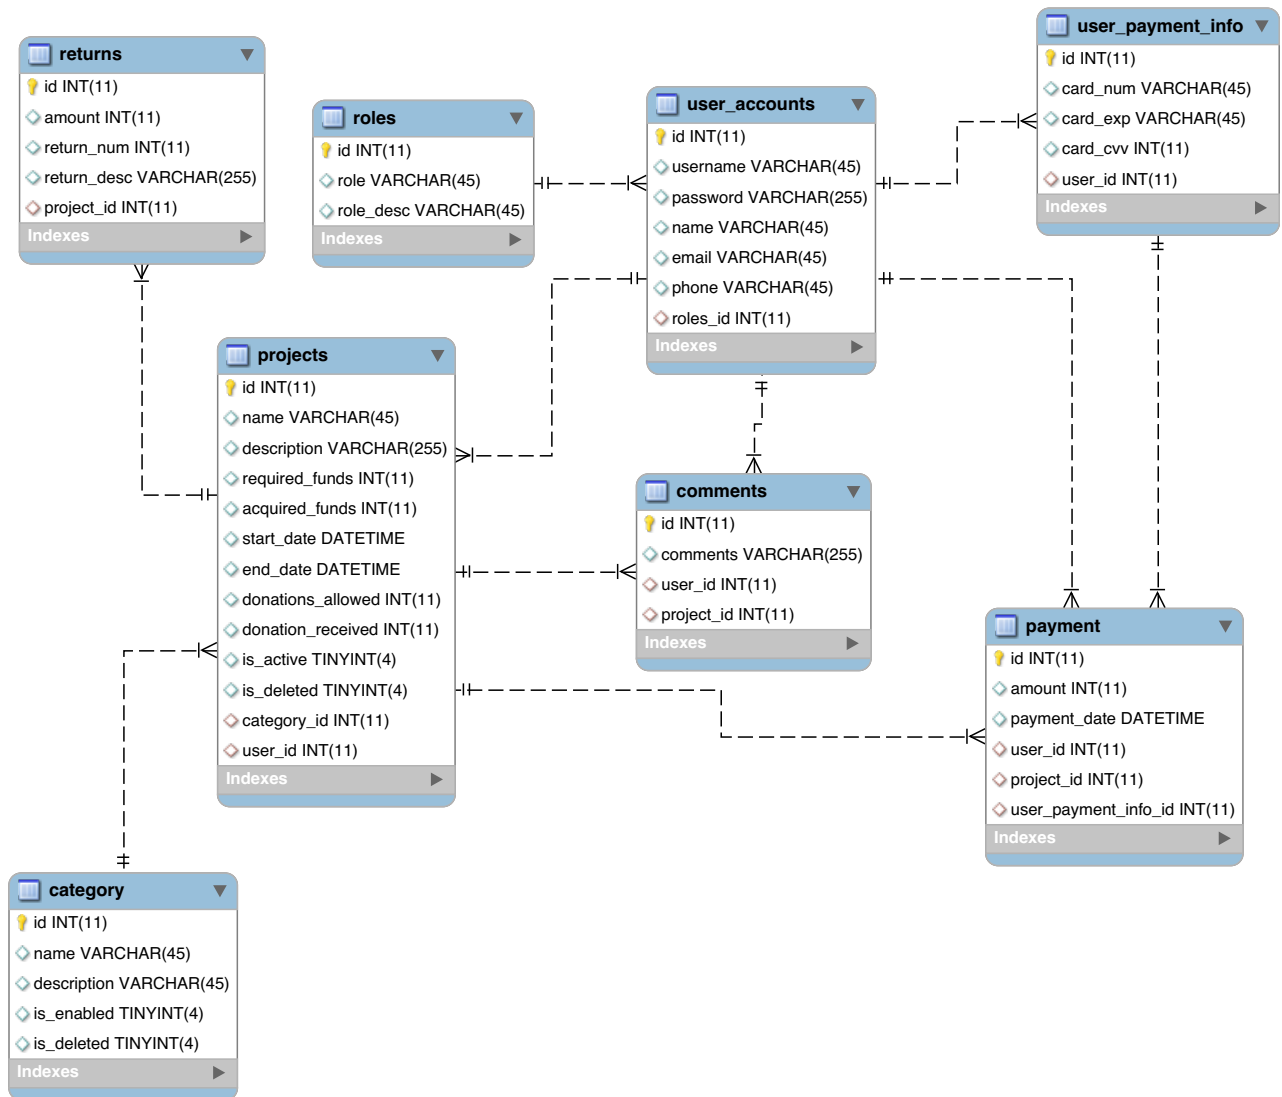 returns
id INT(11)
amount INT(11)
return_num INT(11)
return_desc VARCHAR(255)
project_id INT(11)
Indexes
roles
id INT(11)
role VARCHAR(45)
role_desc VARCHAR(45)
Indexes
user_accounts
id INT(11)
username VARCHAR(45)
password VARCHAR(255)
name VARCHAR(45)
email VARCHAR(45)
phone VARCHAR(45)
roles_id INT(11)
Indexes
user_payment_info
id INT(11)
card_num VARCHAR(45)
card_exp VARCHAR(45)
card_cvv INT(11)
user_id INT(11)
Indexes
projects
id INT(11)
name VARCHAR(45)
description VARCHAR(255)
required_funds INT(11)
acquired_funds INT(11)
start_date DATETIME
end_date DATETIME
donations_allowed INT(11)
donation_received INT(11)
is_active TINYINT(4)
is_deleted TINYINT(4)
category_id INT(11)
user_id INT(11)
Indexes
comments
id INT(11)
comments VARCHAR(255)
user_id INT(11)
project_id INT(11)
Indexes
payment
id INT(11)
amount INT(11)
payment_date DATETIME
user_id INT(11)
project_id INT(11)
user_payment_info_id INT(11)
Indexes
category
id INT(11)
name VARCHAR(45)
description VARCHAR(45)
is_enabled TINYINT(4)
is_deleted TINYINT(4)
Indexes